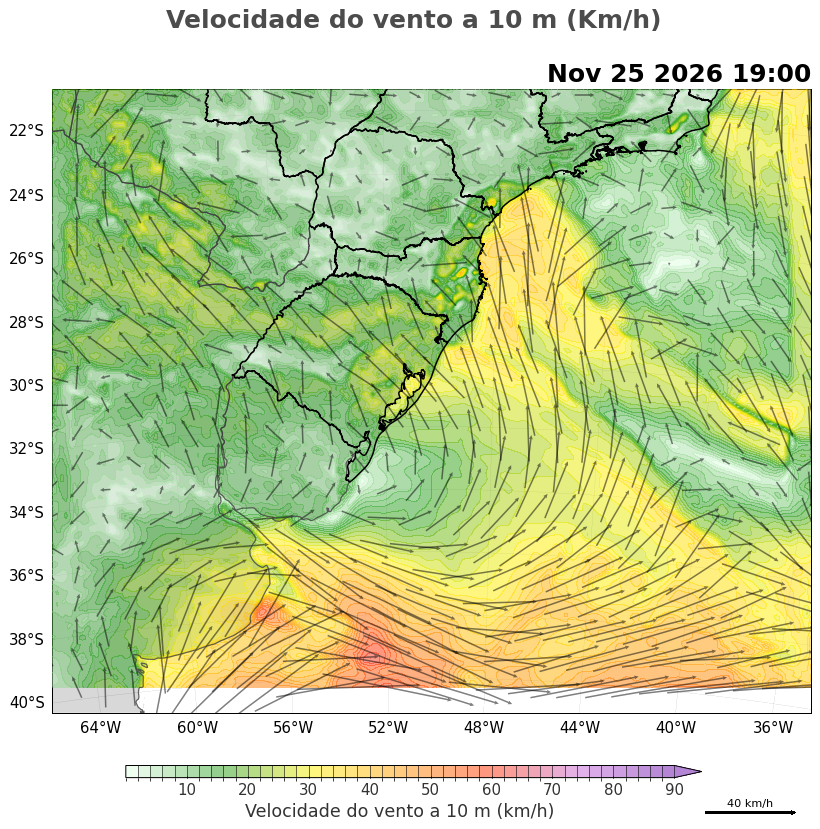 Velocidade do vento a 10 m (Km/h)
Nov 25 2026 19:00
22°S
24°S
26°S
28°S
30°S
32°S
34°S
36°S
38°S
40°S
64°W 60°W 56°W 52°W 48°W 44°W 40°W 36°W
10 20 30 40 50 60 70 80 90
Velocidade do vento a 10 m (km/h)
40 km/h